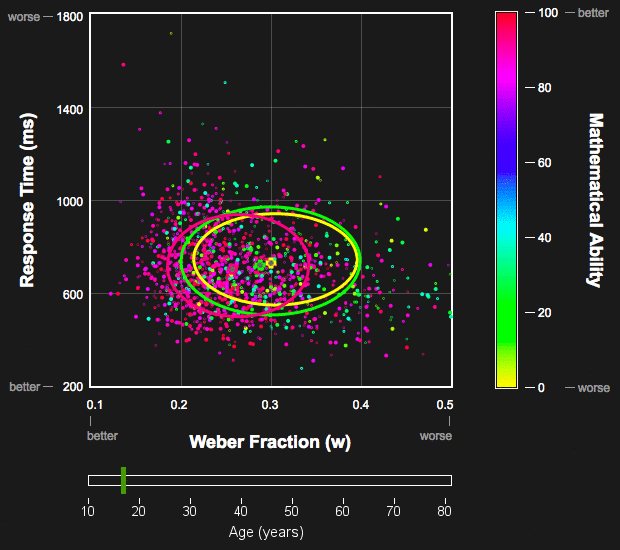 worse
1800
1400
1000
600
200
better
Response Time (ms)
0.1
0.2
0.3
0.4
0.5
better
Weber Fraction (w)
worse
100
better
80
60
40
20
0
worse
Mathematical Ability
10
20
30
40
50
60
70
80
Age (years)